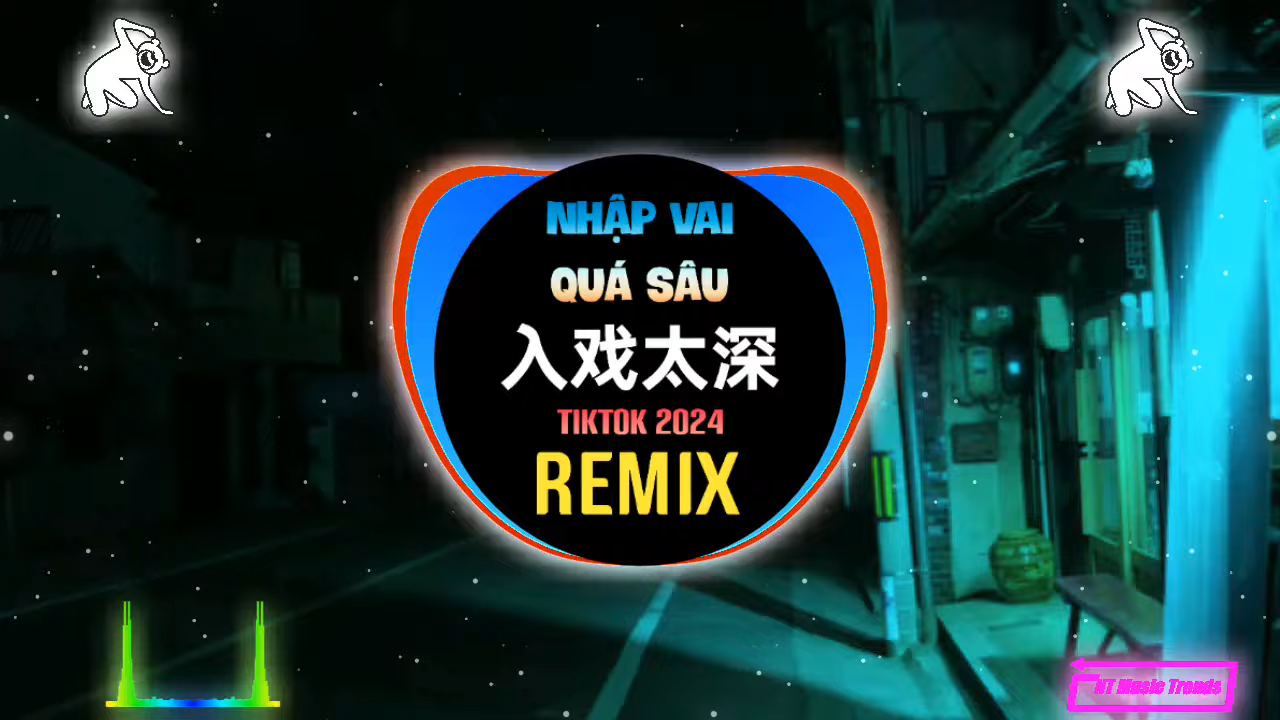 NHẬP VAI
QUÁ SÂU
入戏太深
TIKTOK 2024
REMIX
NT Music Trends